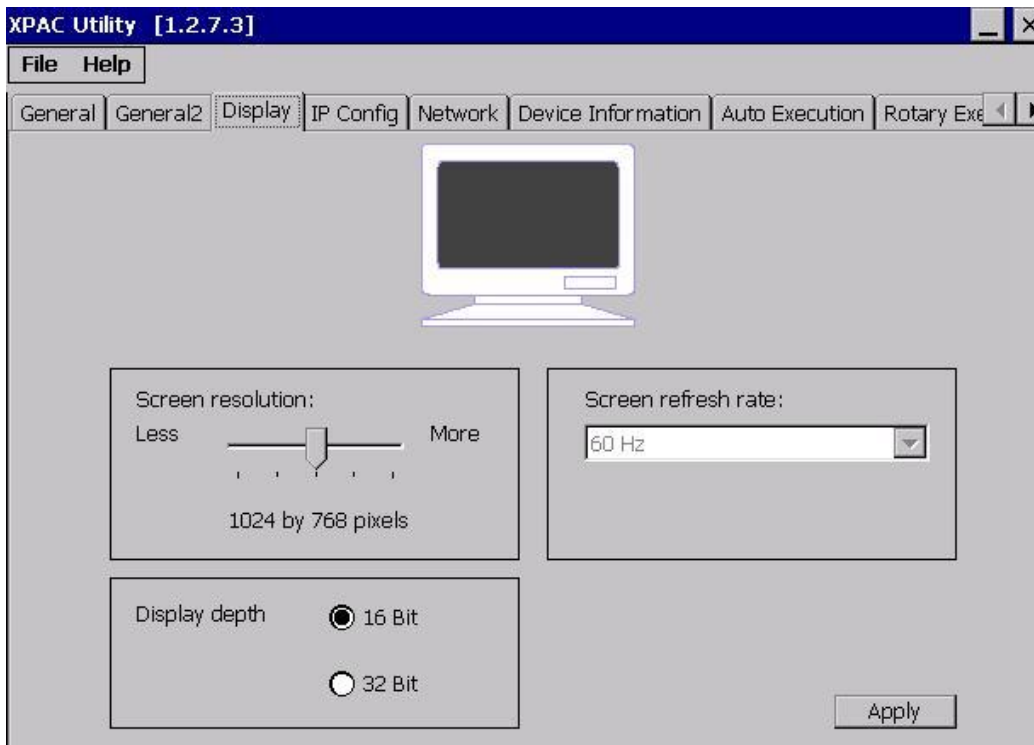 XPAC Utility [1.2.7.3]
File Help
General General2 Display IP Config Network Device Information Auto Execution Rotary Exe
Screen resolution:
Less More
1024 by 768 pixels
Screen refresh rate:
60 Hz
Display depth
16 Bit
32 Bit
Apply